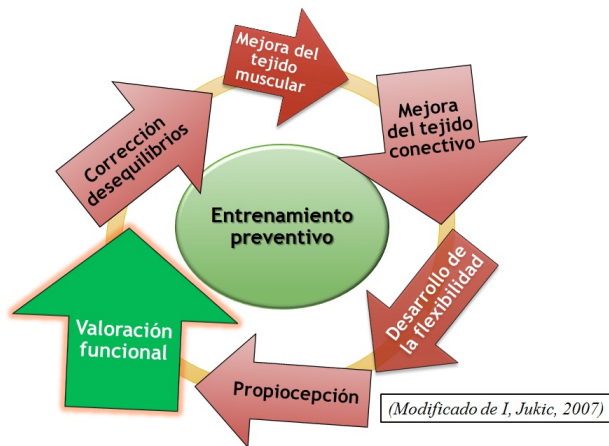 Mejora del
tejido
muscular
Mejora
del tejido
conectivo
Corrección
desequilibrios
Entrenamiento
preventivo
Desarrollo de
la flexibilidad
Valoración
funcional
Propiocepción
(Modificado de I, Jukic, 2007)